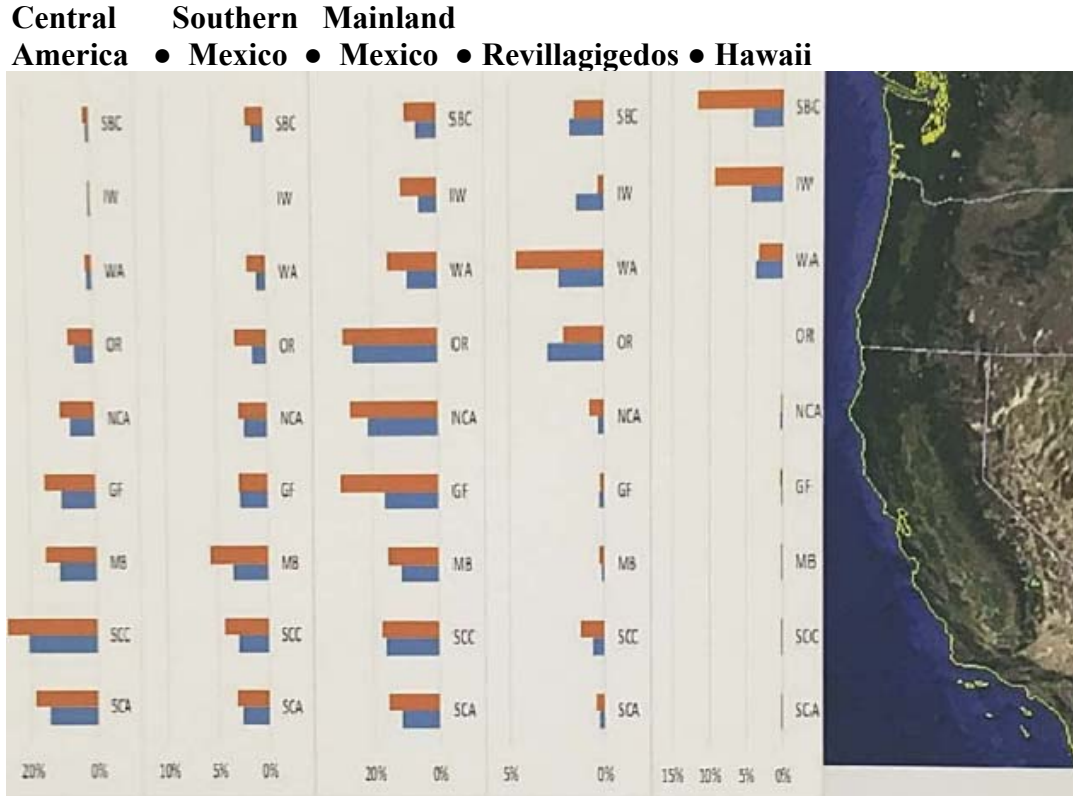 Central Southern Mainland
America ● Mexico ● Mexico ● Revillagigedos ● Hawaii
SBC SBC SBC SBC SBC
IW IW IW IW IW
WA WA WA WA WA
OR OR OR OR OR
NCA NCA NCA NCA NCA
GF GF GF GF GF
MB MB MB MB MB
SCC SCC SCC SCC SCC
SCA SCA SCA SCA SCA
20% 0% 10% 5% 0% 20% 0% 5% 0% 15% 10% 5% 0%